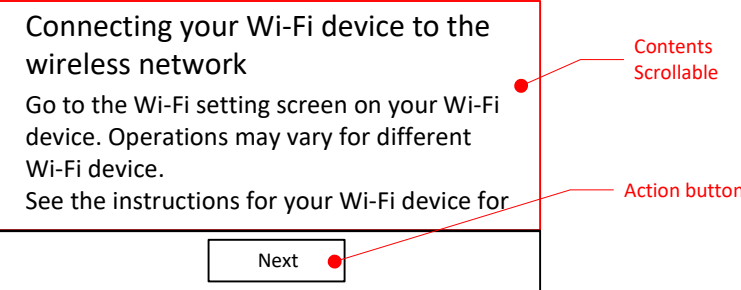 Connecting your Wi-Fi device to the
wireless network
Go to the Wi-Fi setting screen on your Wi-Fi
device. Operations may vary for different
Wi-Fi device.
See the instructions for your Wi-Fi device for
Next
Contents
Scrollable
Action button